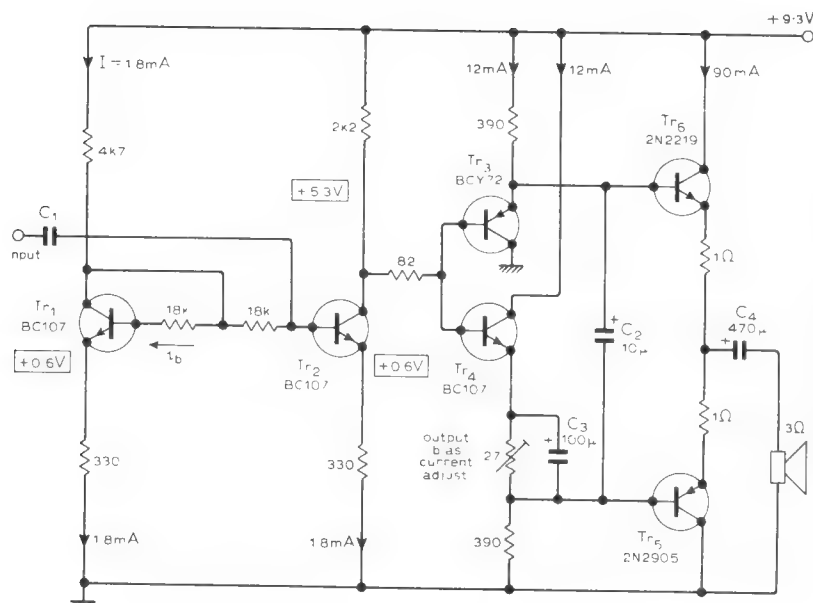 +9·3V
I = 1·8mA
12mA
12mA
90mA
4k7
2k2
390
Tr6
2N2219
Tr3
BCY72
+5·3V
C1
nput
82
1Ω
18k
18k
Tr1
BC107
+0·6V
ib
Tr2
BC107
+0·6V
Tr4
BC107
C2
10μ
C4
470μ
output
bias
current
adjust
27
C3
100μ
1Ω
3Ω
330
330
390
Tr5
2N2905
1·8mA
1·8mA